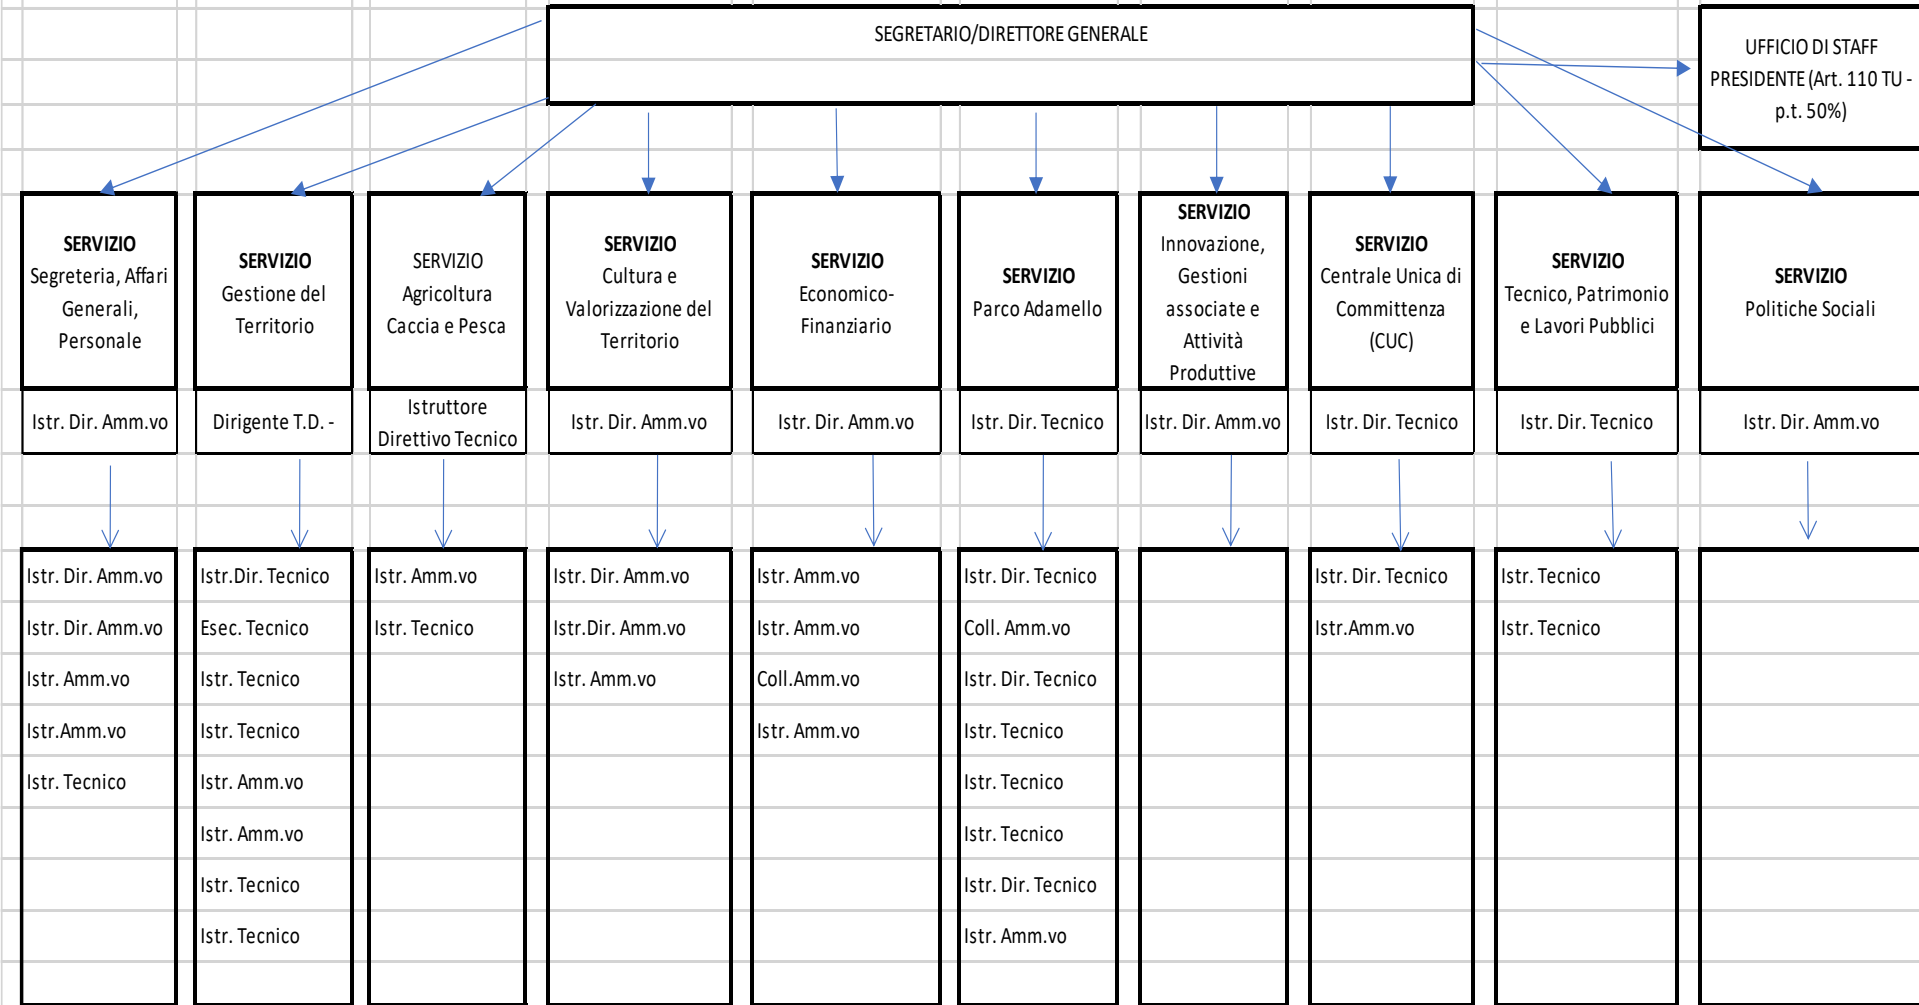 SEGRETARIO/DIRETTORE GENERALE
UFFICIO DI STAFF
PRESIDENTE (Art. 110 TU -
p.t. 50%)
SERVIZIO
Segreteria, Affari
Generali,
Personale
SERVIZIO
Gestione del
Territorio
SERVIZIO
Agricoltura
Caccia e Pesca
SERVIZIO
Cultura e
Valorizzazione del
Territorio
SERVIZIO
Economico-
Finanziario
SERVIZIO
Parco Adamello
SERVIZIO
Innovazione,
Gestioni
associate e
Attività
Produttive
SERVIZIO
Centrale Unica di
Committenza
(CUC)
SERVIZIO
Tecnico, Patrimonio
e Lavori Pubblici
SERVIZIO
Politiche Sociali
Istr. Dir. Amm.vo
Dirigente T.D. -
Istruttore
Direttivo Tecnico
Istr. Dir. Amm.vo
Istr. Dir. Amm.vo
Istr. Dir. Tecnico
Istr. Dir. Amm.vo
Istr. Dir. Tecnico
Istr. Dir. Tecnico
Istr. Dir. Amm.vo
Istr. Dir. Amm.vo
Istr. Dir. Amm.vo
Istr. Amm.vo
Istr.Amm.vo
Istr. Tecnico
Istr.Dir. Tecnico
Esec. Tecnico
Istr. Tecnico
Istr. Tecnico
Istr. Amm.vo
Istr. Amm.vo
Istr. Tecnico
Istr. Tecnico
Istr. Amm.vo
Istr. Tecnico
Istr. Dir. Amm.vo
Istr.Dir. Amm.vo
Istr. Amm.vo
Istr. Amm.vo
Istr. Amm.vo
Coll.Amm.vo
Istr. Amm.vo
Istr. Dir. Tecnico
Coll. Amm.vo
Istr. Dir. Tecnico
Istr. Tecnico
Istr. Tecnico
Istr. Tecnico
Istr. Dir. Tecnico
Istr. Amm.vo
Istr. Dir. Tecnico
Istr.Amm.vo
Istr. Tecnico
Istr. Tecnico